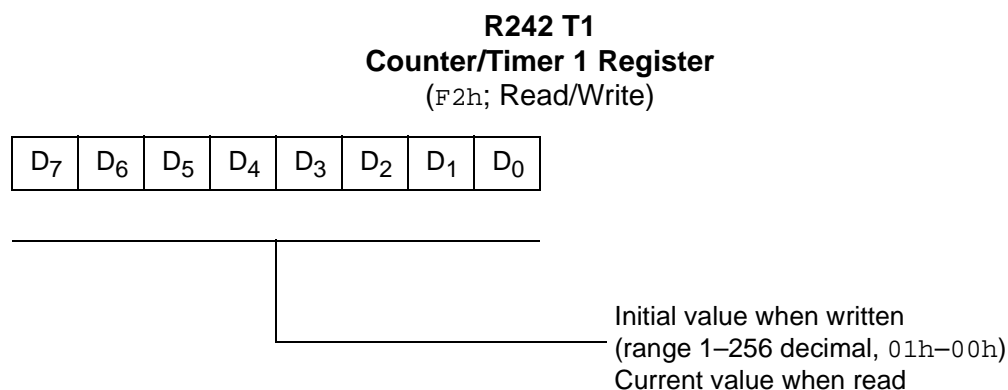 R242 T1
Counter/Timer 1 Register
(F2h; Read/Write)
D7 D6 D5 D4 D3 D2 D1 D0
Initial value when written
(range 1–256 decimal, 01h–00h)
Current value when read